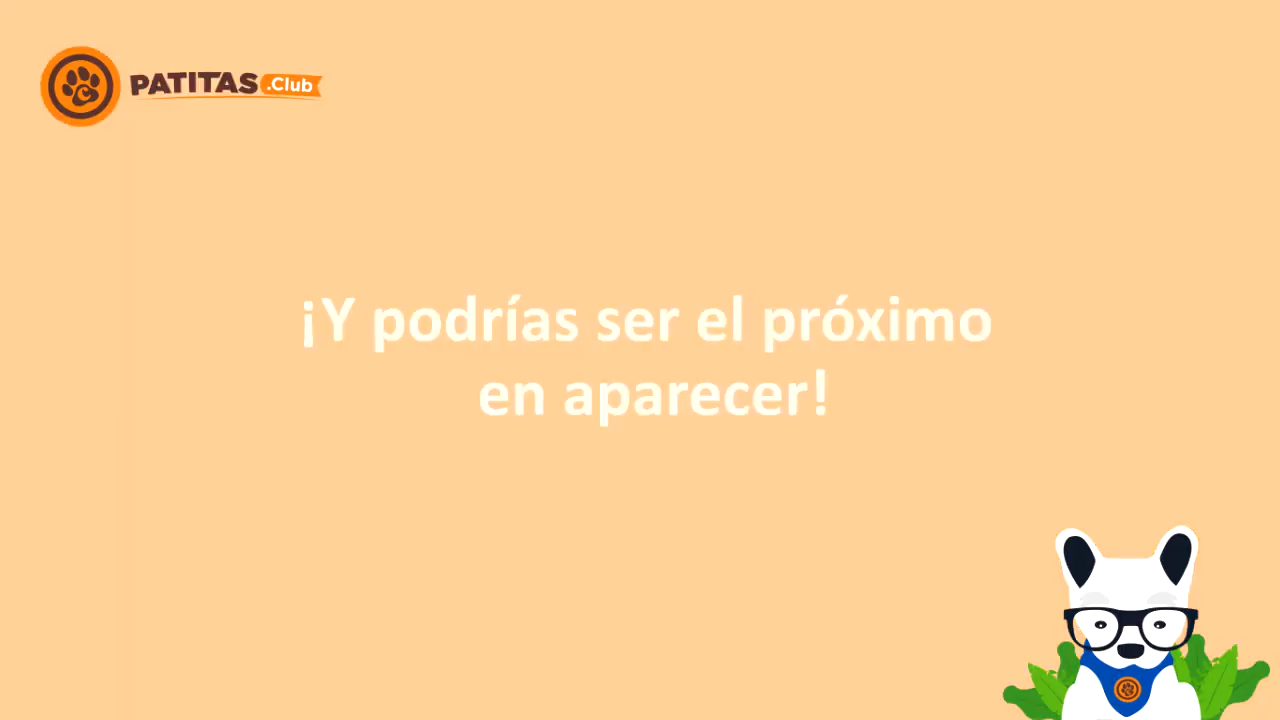 PATITAS .Club
¡Y podrías ser el próximo
en aparecer!